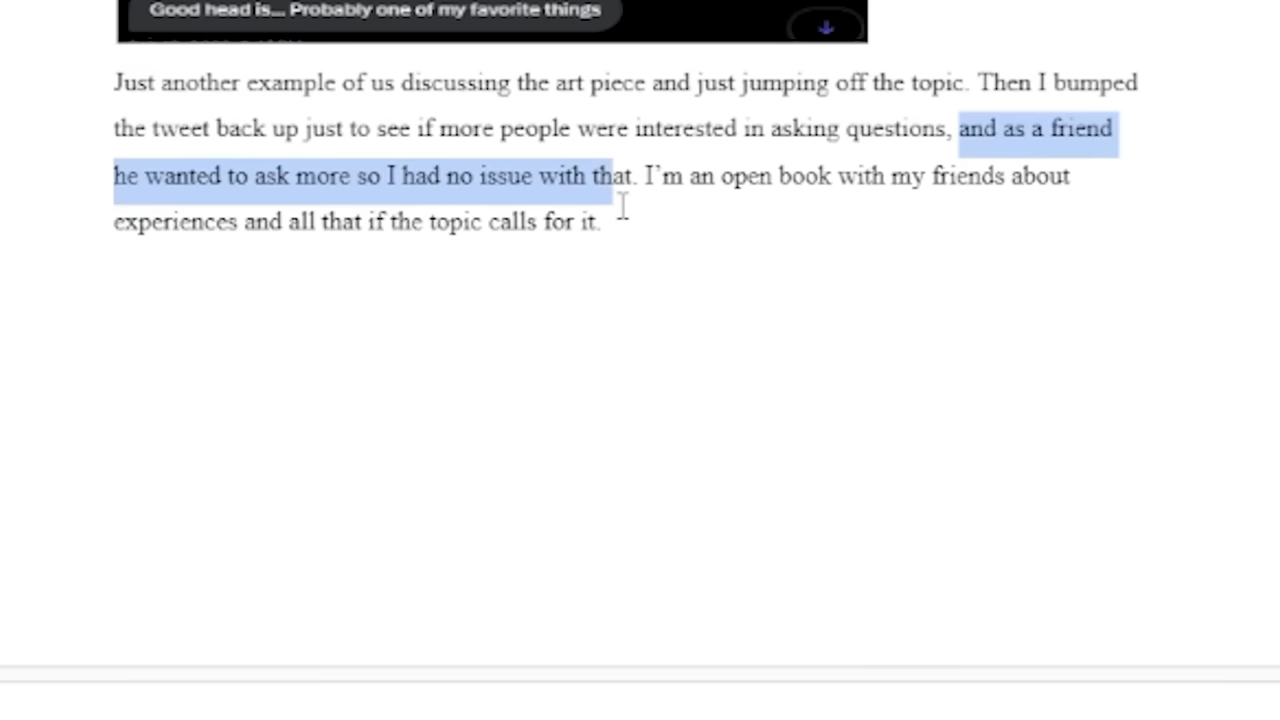 Good head is... Probably one of my favorite things
Just another example of us discussing the art piece and just jumping off the topic. Then I bumped
the tweet back up just to see if more people were interested in asking questions, and as a friend
he wanted to ask more so I had no issue with that. I'm an open book with my friends about
experiences and all that if the topic calls for it.